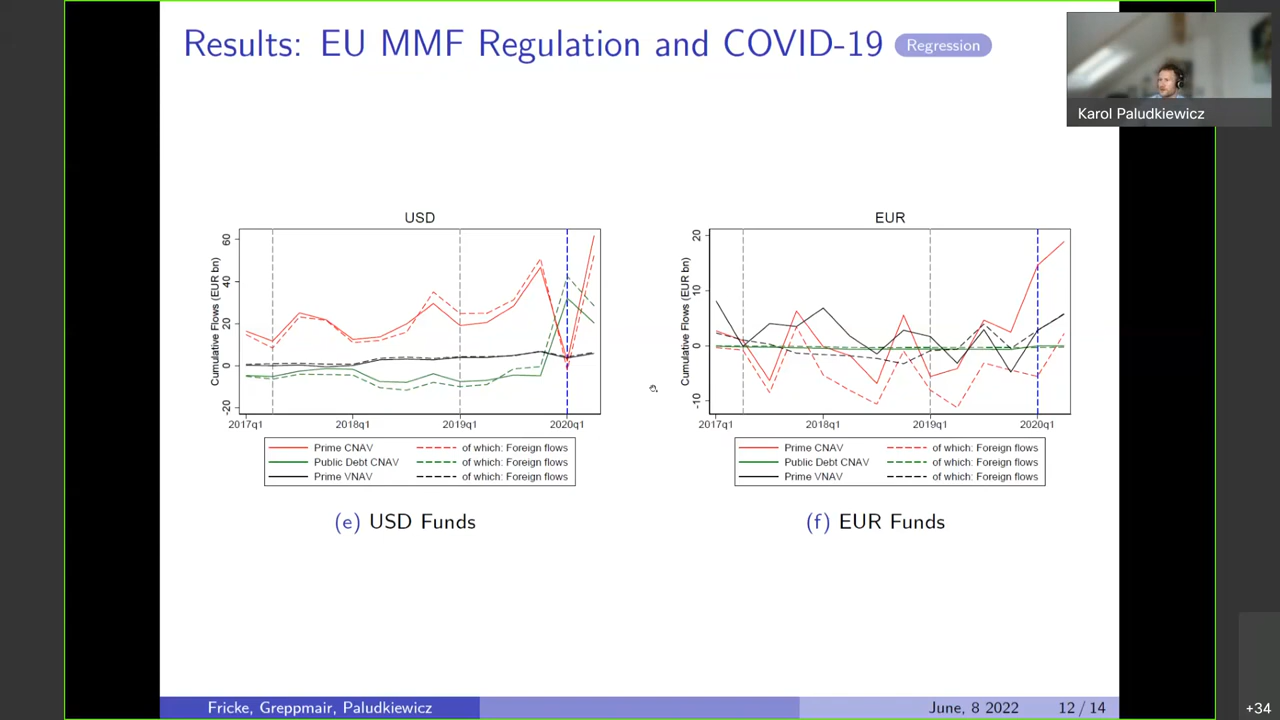 Results: EU MMF Regulation and COVID-19 Regression
Karol Paludkiewicz
USD
Cumulative Flows (EUR bn)
60
40
20
0
-20
2017q1 2018q1 2019q1 2020q1
Prime CNAV of which: Foreign flows
Public Debt CNAV of which: Foreign flows
Prime VNAV of which: Foreign flows
(e) USD Funds
EUR
Cumulative Flows (EUR bn)
20
10
0
-10
2017q1 2018q1 2019q1 2020q1
Prime CNAV of which: Foreign flows
Public Debt CNAV of which: Foreign flows
Prime VNAV of which: Foreign flows
(f) EUR Funds
Fricke, Greppmair, Paludkiewicz June, 8 2022 12 / 14
+34